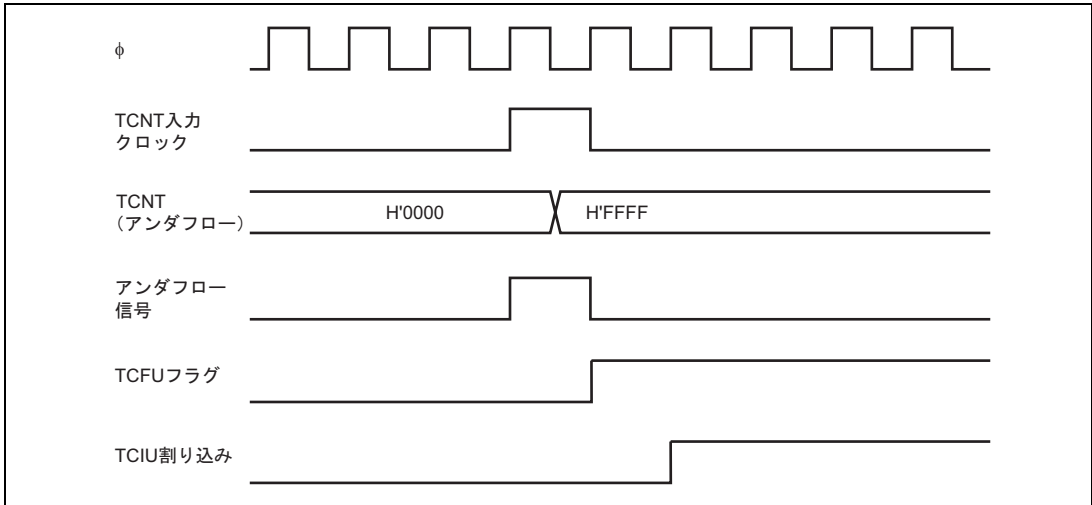 φ
TCNT入力
クロック
TCNT
（アンダフロー）
H'0000
H'FFFF
アンダフロー
信号
TCFUフラグ
TCIU割り込み